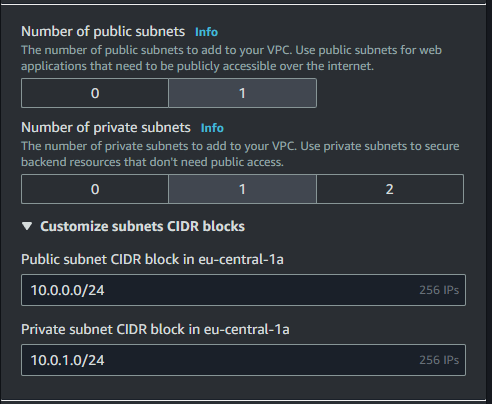 Number of public subnets Info
The number of public subnets to add to your VPC. Use public subnets for web
applications that need to be publicly accessible over the internet.
0 1
Number of private subnets Info
The number of private subnets to add to your VPC. Use private subnets to secure
backend resources that don't need public access.
0 1 2
Customize subnets CIDR blocks
Public subnet CIDR block in eu-central-1a
10.0.0.0/24 256 IPs
Private subnet CIDR block in eu-central-1a
10.0.1.0/24 256 IPs